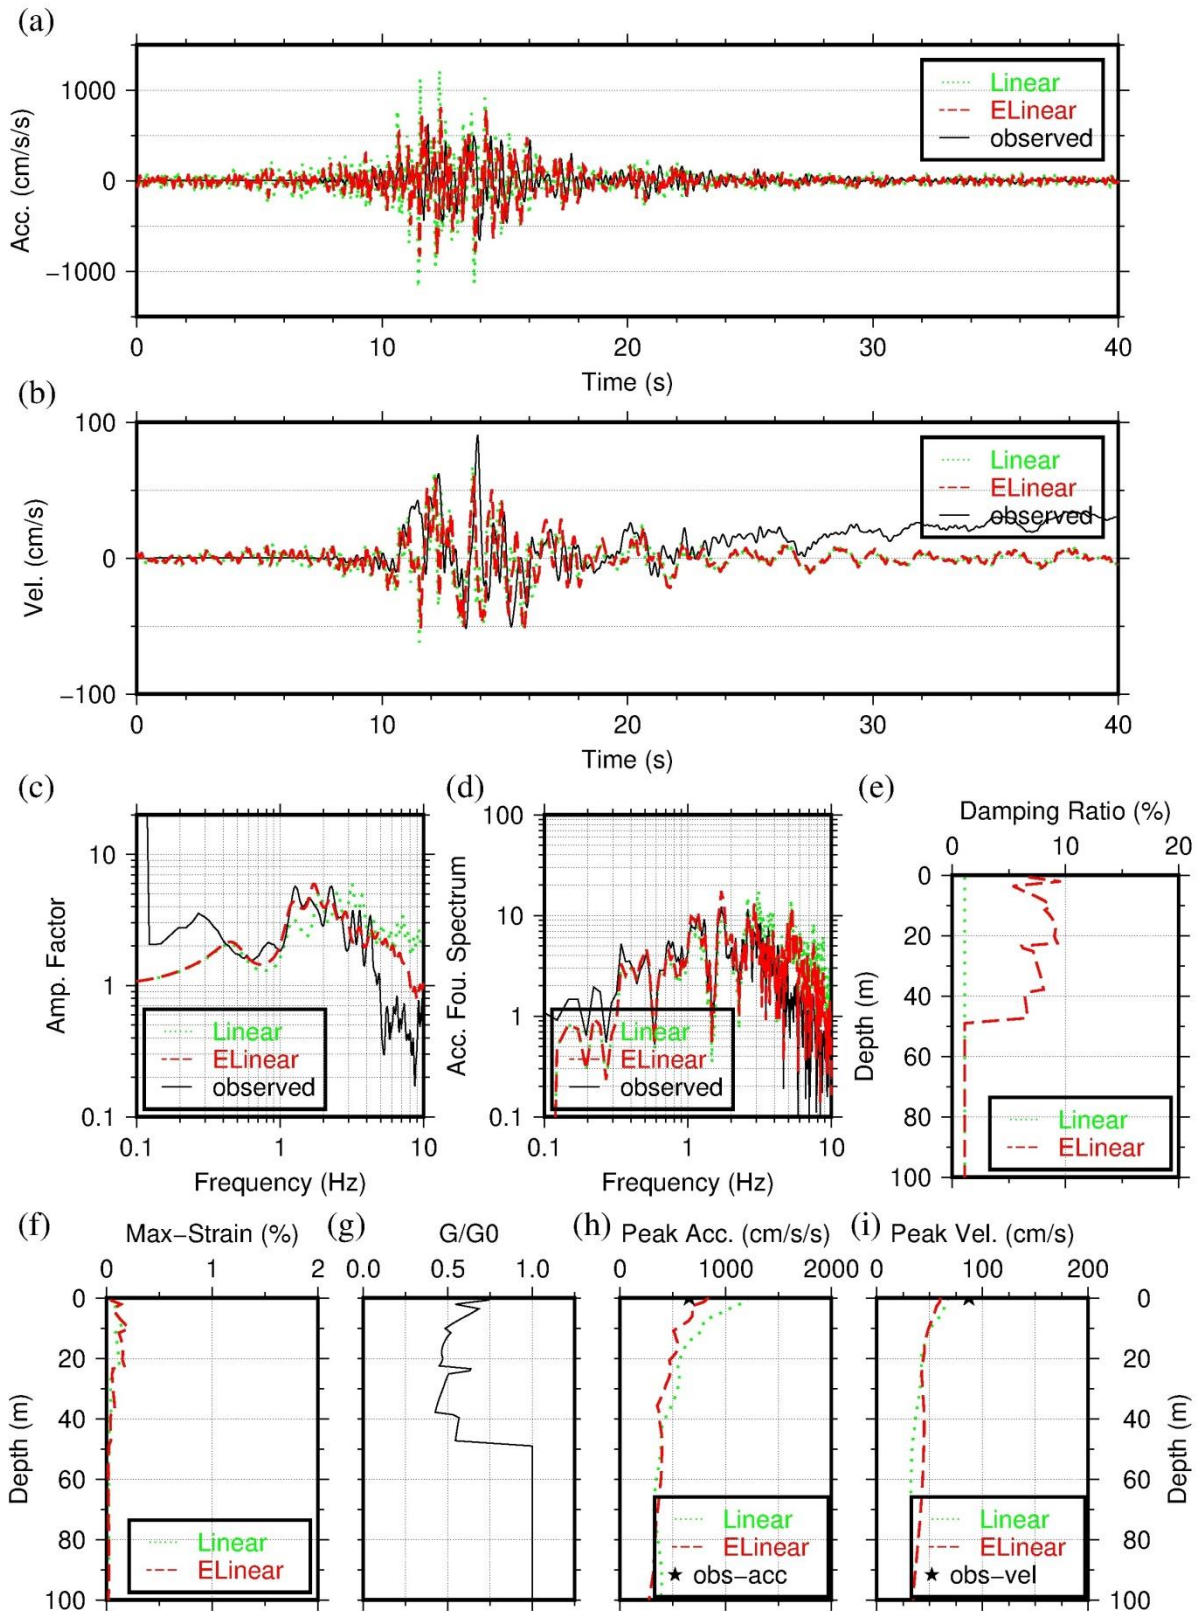 (a)
Acc. (cm/s/s)
1000
0
−1000
Linear
ELinear
observed
0 10 20 30 40
Time (s)
(b)
Vel. (cm/s)
100
0
−100
Linear
ELinear
observed
0 10 20 30 40
Time (s)
(c)
Amp. Factor
10
1
0.1
Linear
ELinear
observed
0.1 1 10
Frequency (Hz)
(d)
Acc. Fou. Spectrum
100
10
1
0.1
Linear
ELinear
observed
0.1 1 10
Frequency (Hz)
(e)
Damping Ratio (%)
0 10 20
Depth (m)
0
20
40
60
80
100
Linear
ELinear
(f)
Max−Strain (%)
0 1 2
Depth (m)
0
20
40
60
80
100
Linear
ELinear
(g)
G/G0
0.0 0.5 1.0
(h)
Peak Acc. (cm/s/s)
0 1000 2000
Linear
ELinear
obs−acc
(i)
Peak Vel. (cm/s)
0 100 200
0
20
40
60
80
100
Depth (m)
Linear
ELinear
obs−vel